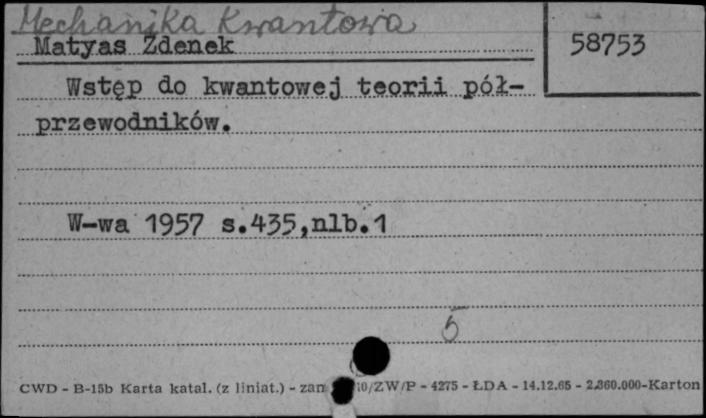 Mechanika Kwantowa
Matyas Zdenek
58753
Wstęp do kwantowej teorii pół-
przewodników.
W-wa 1957 s.435,nlb.1
5
CWD - B-15b Karta katal. (z liniat.) - zam 10/ZW/P - 4275 - ŁDA - 14.12.65 - 2.360.000-Karton